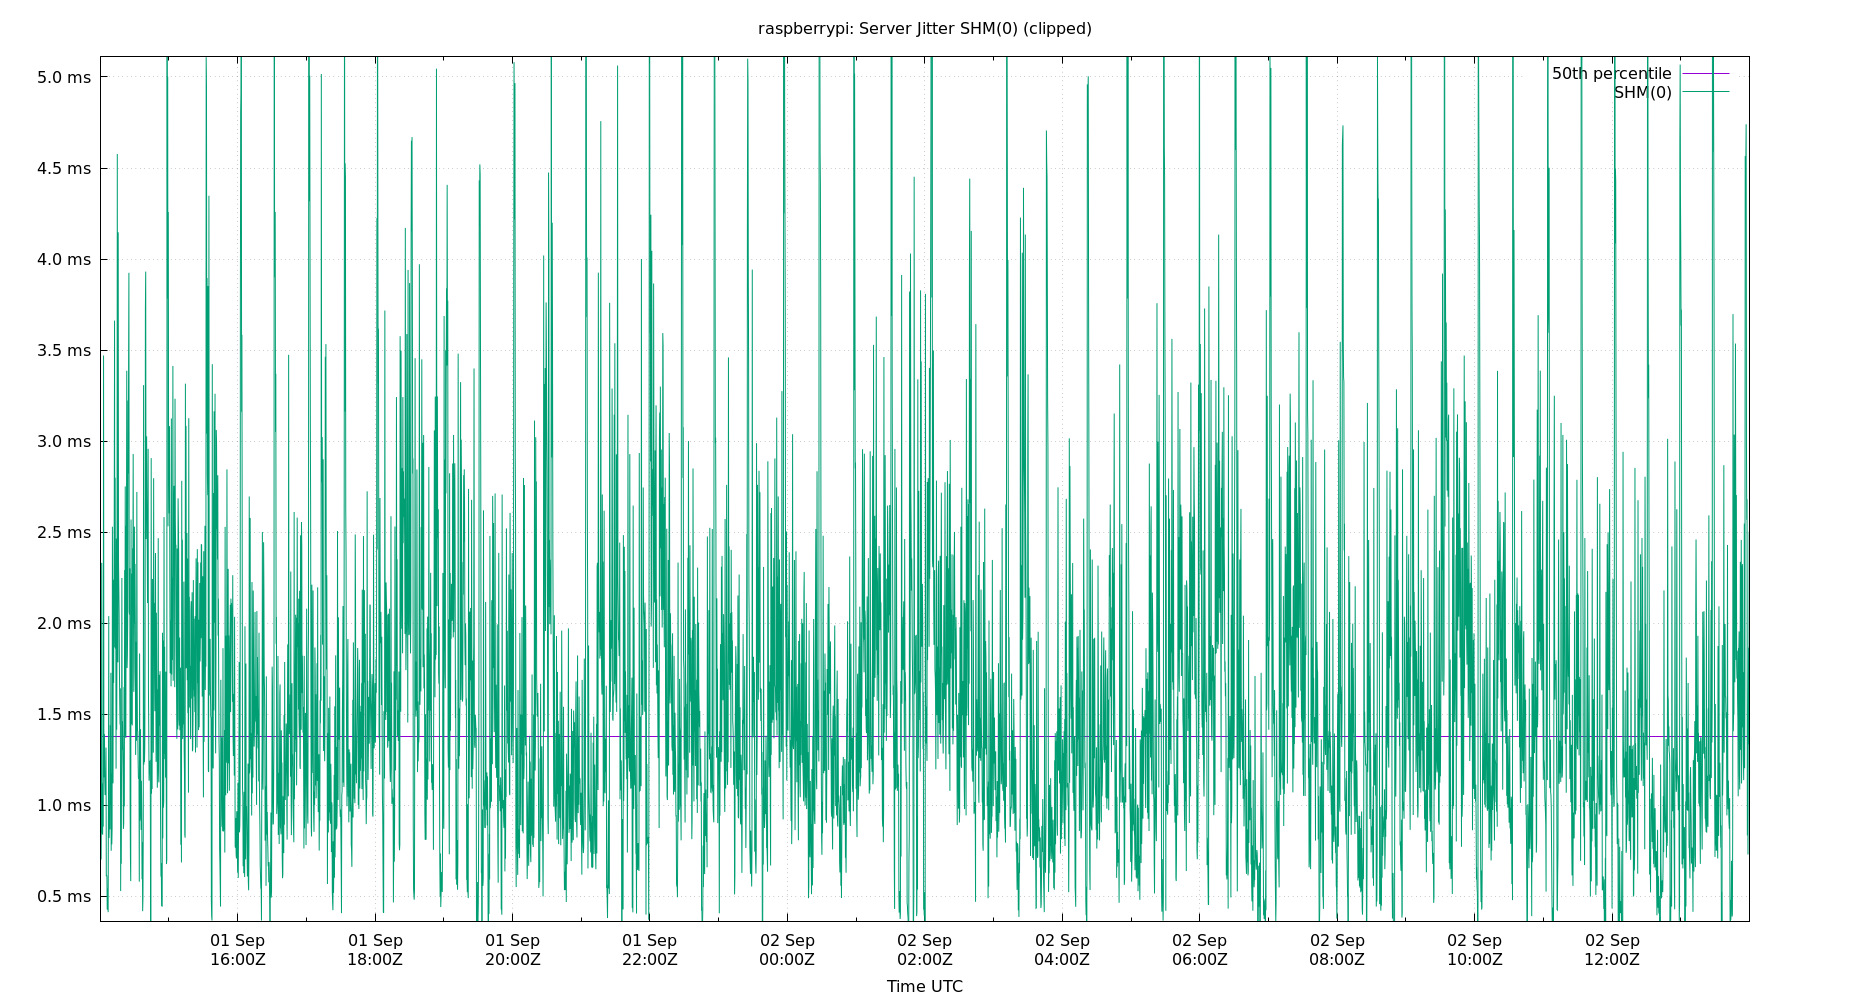 raspberrypi: Server Jitter SHM(0) (clipped)
5.0 ms
50th percentile
SHM(0)
4.5 ms
4.0 ms
3.5 ms
3.0 ms
2.5 ms
2.0 ms
1.5 ms
1.0 ms
0.5 ms
01 Sep 01 Sep 01 Sep 01 Sep 02 Sep 02 Sep 02 Sep 02 Sep 02 Sep 02 Sep 02 Sep
16:00Z 18:00Z 20:00Z 22:00Z 00:00Z 02:00Z 04:00Z 06:00Z 08:00Z 10:00Z 12:00Z
Time UTC